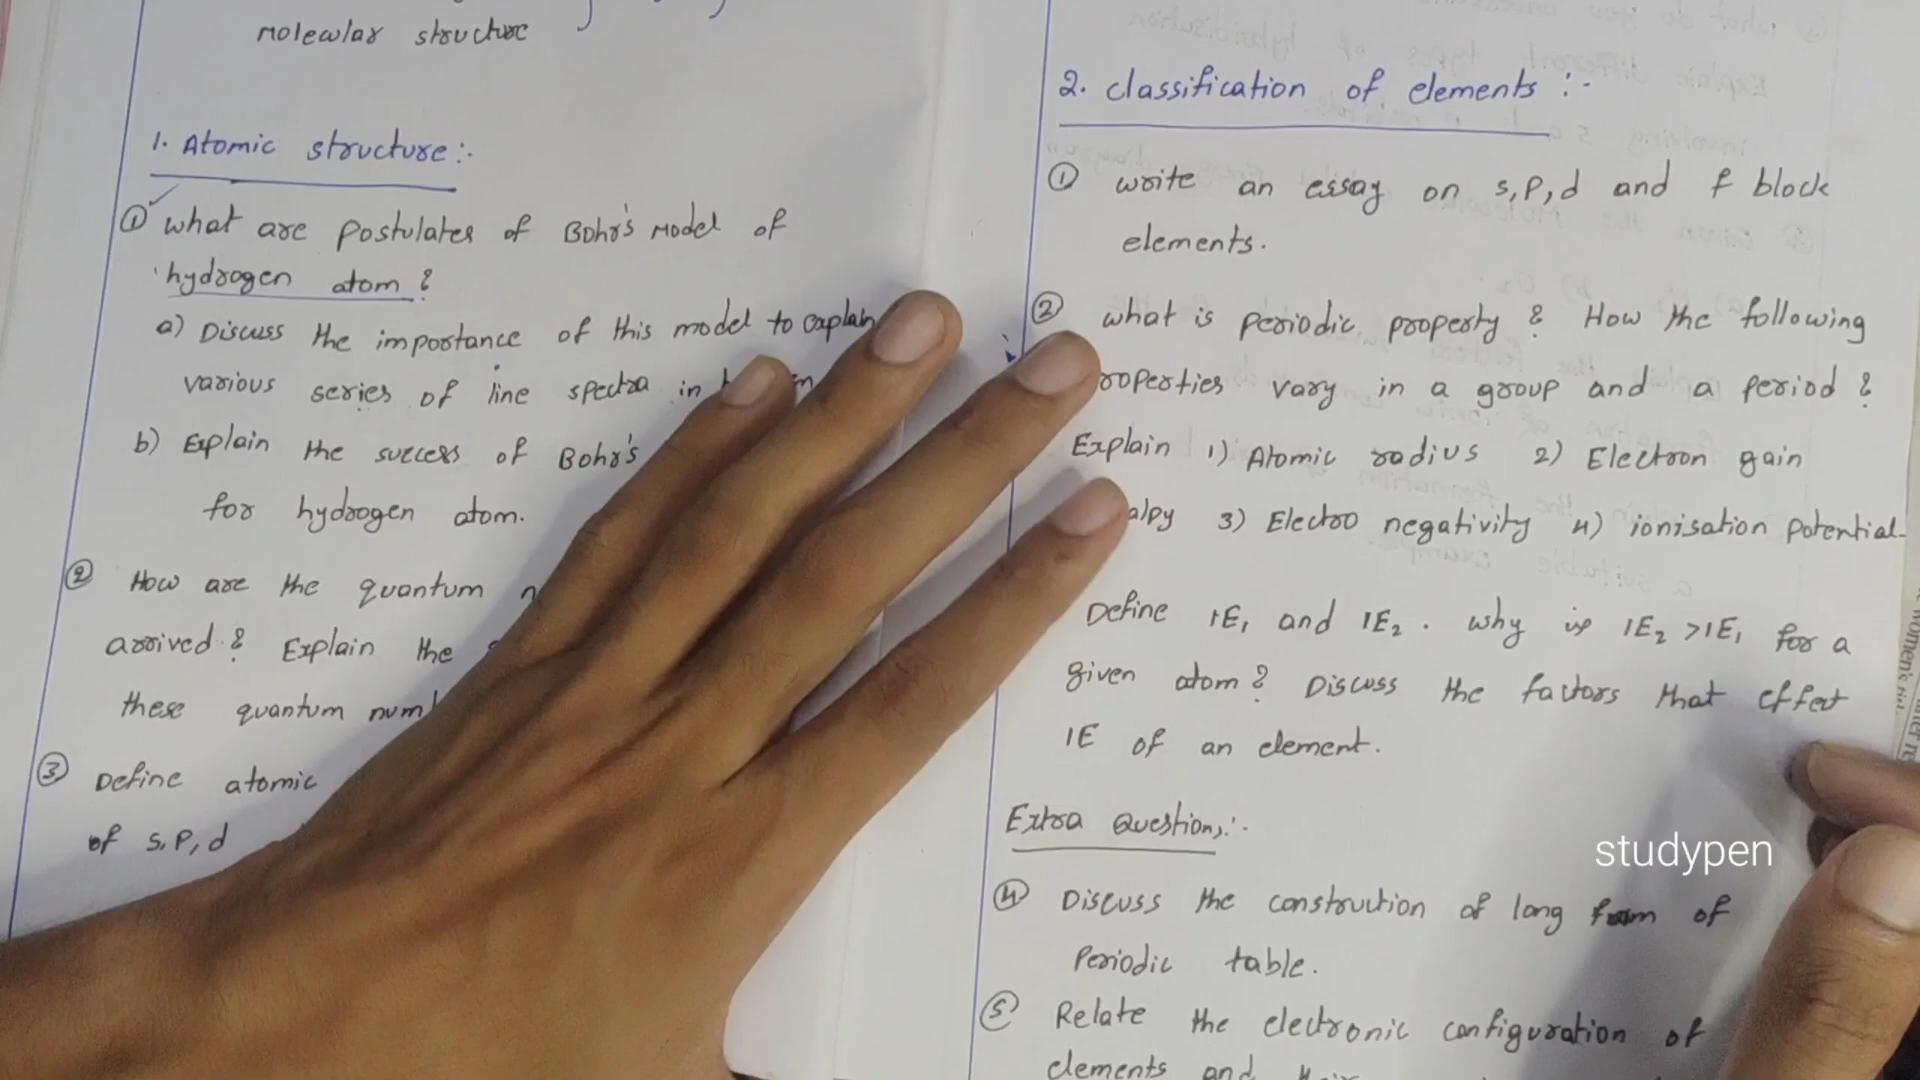 molecular structure
1. Atomic structure:-
① what are postulates of Bohr's Model of
hydrogen atom?
a) Discuss the importance of this model to explain
various series of line spectra in
b) Explain the success of Bohr's
for hydrogen atom.
② How are the quantum
arrived? Explain the
these quantum
③ Define atomic
of s, p, d
2. classification of elements :-
① write an essay on s, p, d and f block
elements.
② what is periodic property? How the following
roperties vary in a group and a period?
Explain 1) Atomic radius 2) Electron gain
alpy 3) Electro negativity 4) ionisation potential-
Define IE₁ and IE₂. why is IE₂ >IE₁ for a
given atom? Discuss the factors that effect
IE of an element.
Extra Questions:-
④ Discuss the construction of long form of
Periodic table.
⑤ Relate the electronic configuration of
elements and
studypen